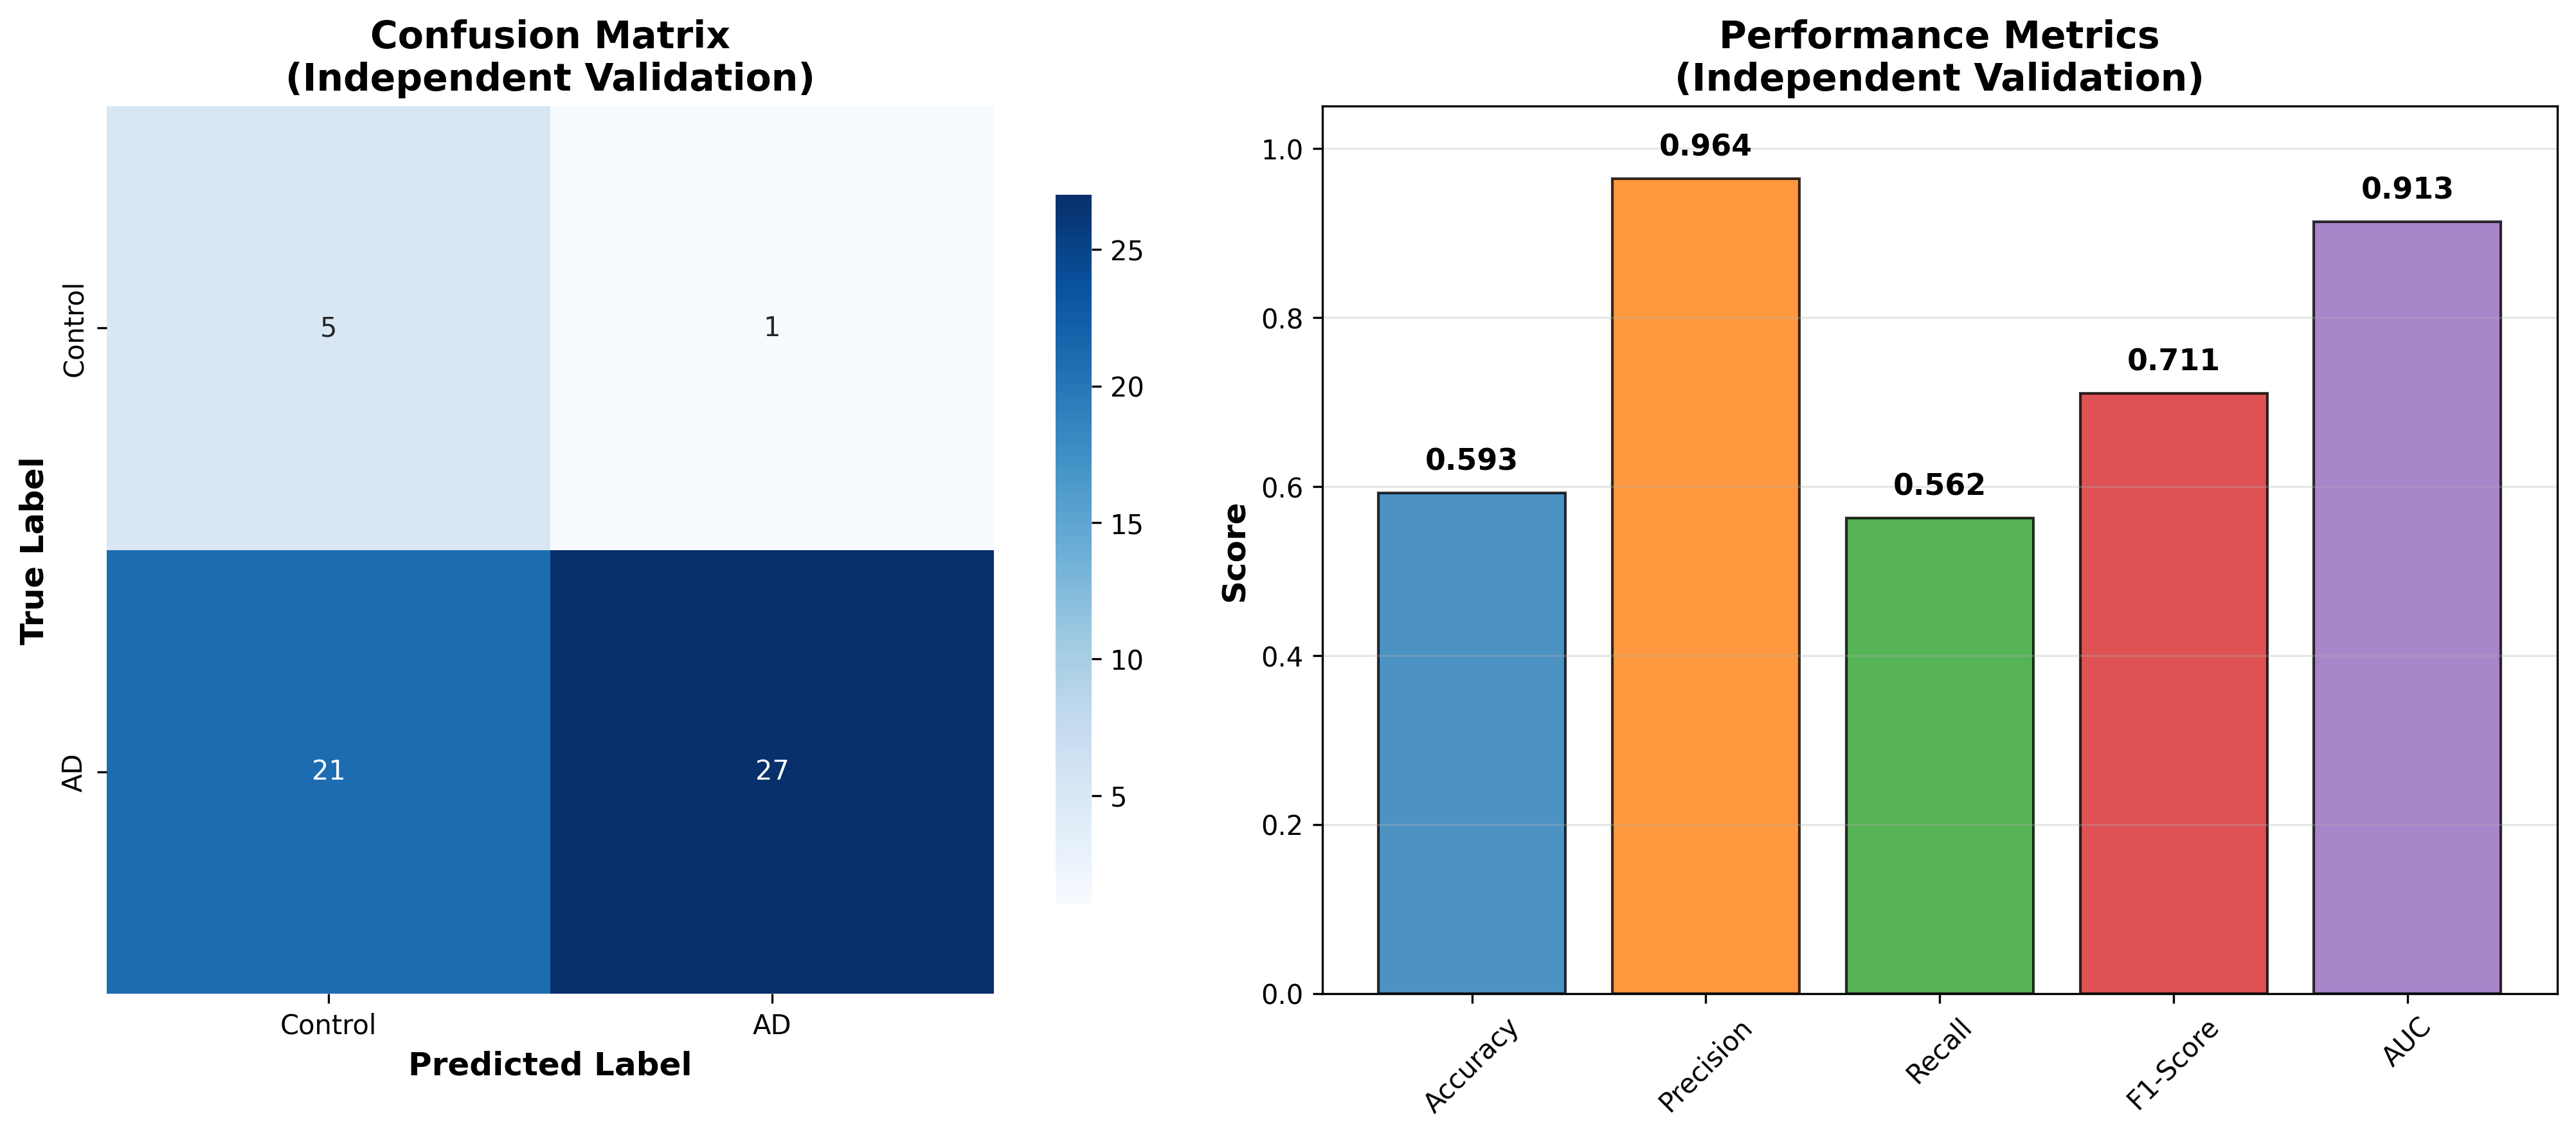 Confusion Matrix
(Independent Validation)
True Label
Control
AD
5
1
21
27
Control
AD
Predicted Label
25
20
15
10
5
Performance Metrics
(Independent Validation)
Score
1.0
0.8
0.6
0.4
0.2
0.0
0.593
0.964
0.562
0.711
0.913
Accuracy
Precision
Recall
F1-Score
AUC